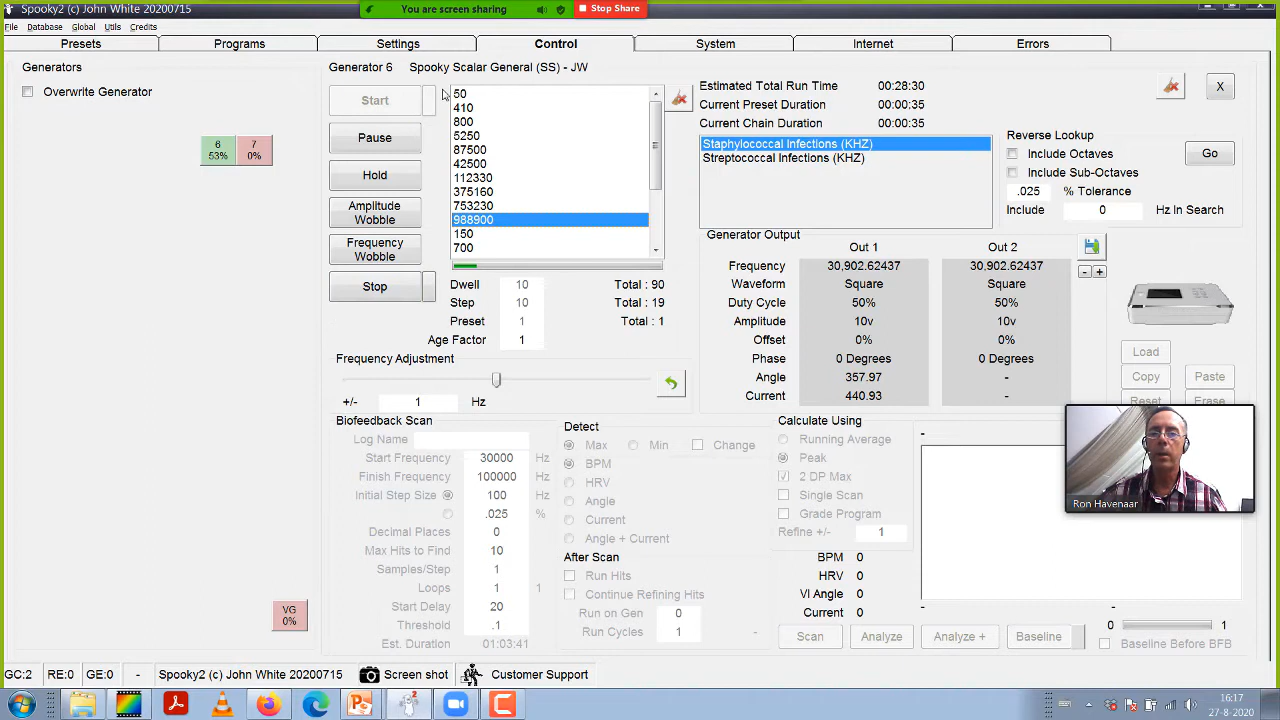 Spooky2 (c) John White 20200715
You are screen sharing
Stop Share
File Database Global Utils Credits
Presets Programs Settings Control System Internet Errors
Generators
Overwrite Generator
6
53%
7
0%
VG
0%
Generator 6 Spooky Scalar General (SS) - JW
Start
Pause
Hold
Amplitude
Wobble
Frequency
Wobble
Stop
50
410
800
5250
87500
42500
112330
375160
753230
988900
150
700
Dwell 10 Total : 90
Step 10 Total : 19
Preset 1 Total : 1
Age Factor 1
Frequency Adjustment
+/- 1 Hz
Estimated Total Run Time 00:28:30
Current Preset Duration 00:00:35
Current Chain Duration 00:00:35
X
Staphylococcal Infections (KHZ)
Streptococcal Infections (KHZ)
Reverse Lookup
Include Octaves
Go
Include Sub-Octaves
.025 % Tolerance
Include 0 Hz In Search
Generator Output
Out 1 Out 2
- +
Frequency 30,902.62437 30,902.62437
Waveform Square Square
Duty Cycle 50% 50%
Amplitude 10v 10v
Offset 0% 0%
Phase 0 Degrees 0 Degrees
Angle 357.97 -
Current 440.93 -
Load
Copy Paste
Reset Erase
Biofeedback Scan
Log Name
Start Frequency 30000 Hz
Finish Frequency 100000 Hz
Initial Step Size 100 Hz
.025 %
Decimal Places 0
Max Hits to Find 10
Samples/Step 1
Loops 1 1
Start Delay 20
Threshold .1
Est. Duration 01:03:41
Detect
Max Min Change
BPM
HRV
Angle
Current
Angle + Current
After Scan
Run Hits
Continue Refining Hits
Run on Gen 0
Run Cycles 1 -
Calculate Using
Running Average
Peak
2 DP Max
Single Scan
Grade Program
Refine +/- 1
BPM 0
HRV 0
VI Angle 0
Current 0
-
- -
Scan Analyze Analyze + Baseline
0 1
Baseline Before BFB
Ron Havenaar
GC:2 RE:0 GE:0 - Spooky2 (c) John White 20200715 Screen shot Customer Support
16:17
27-8-2020